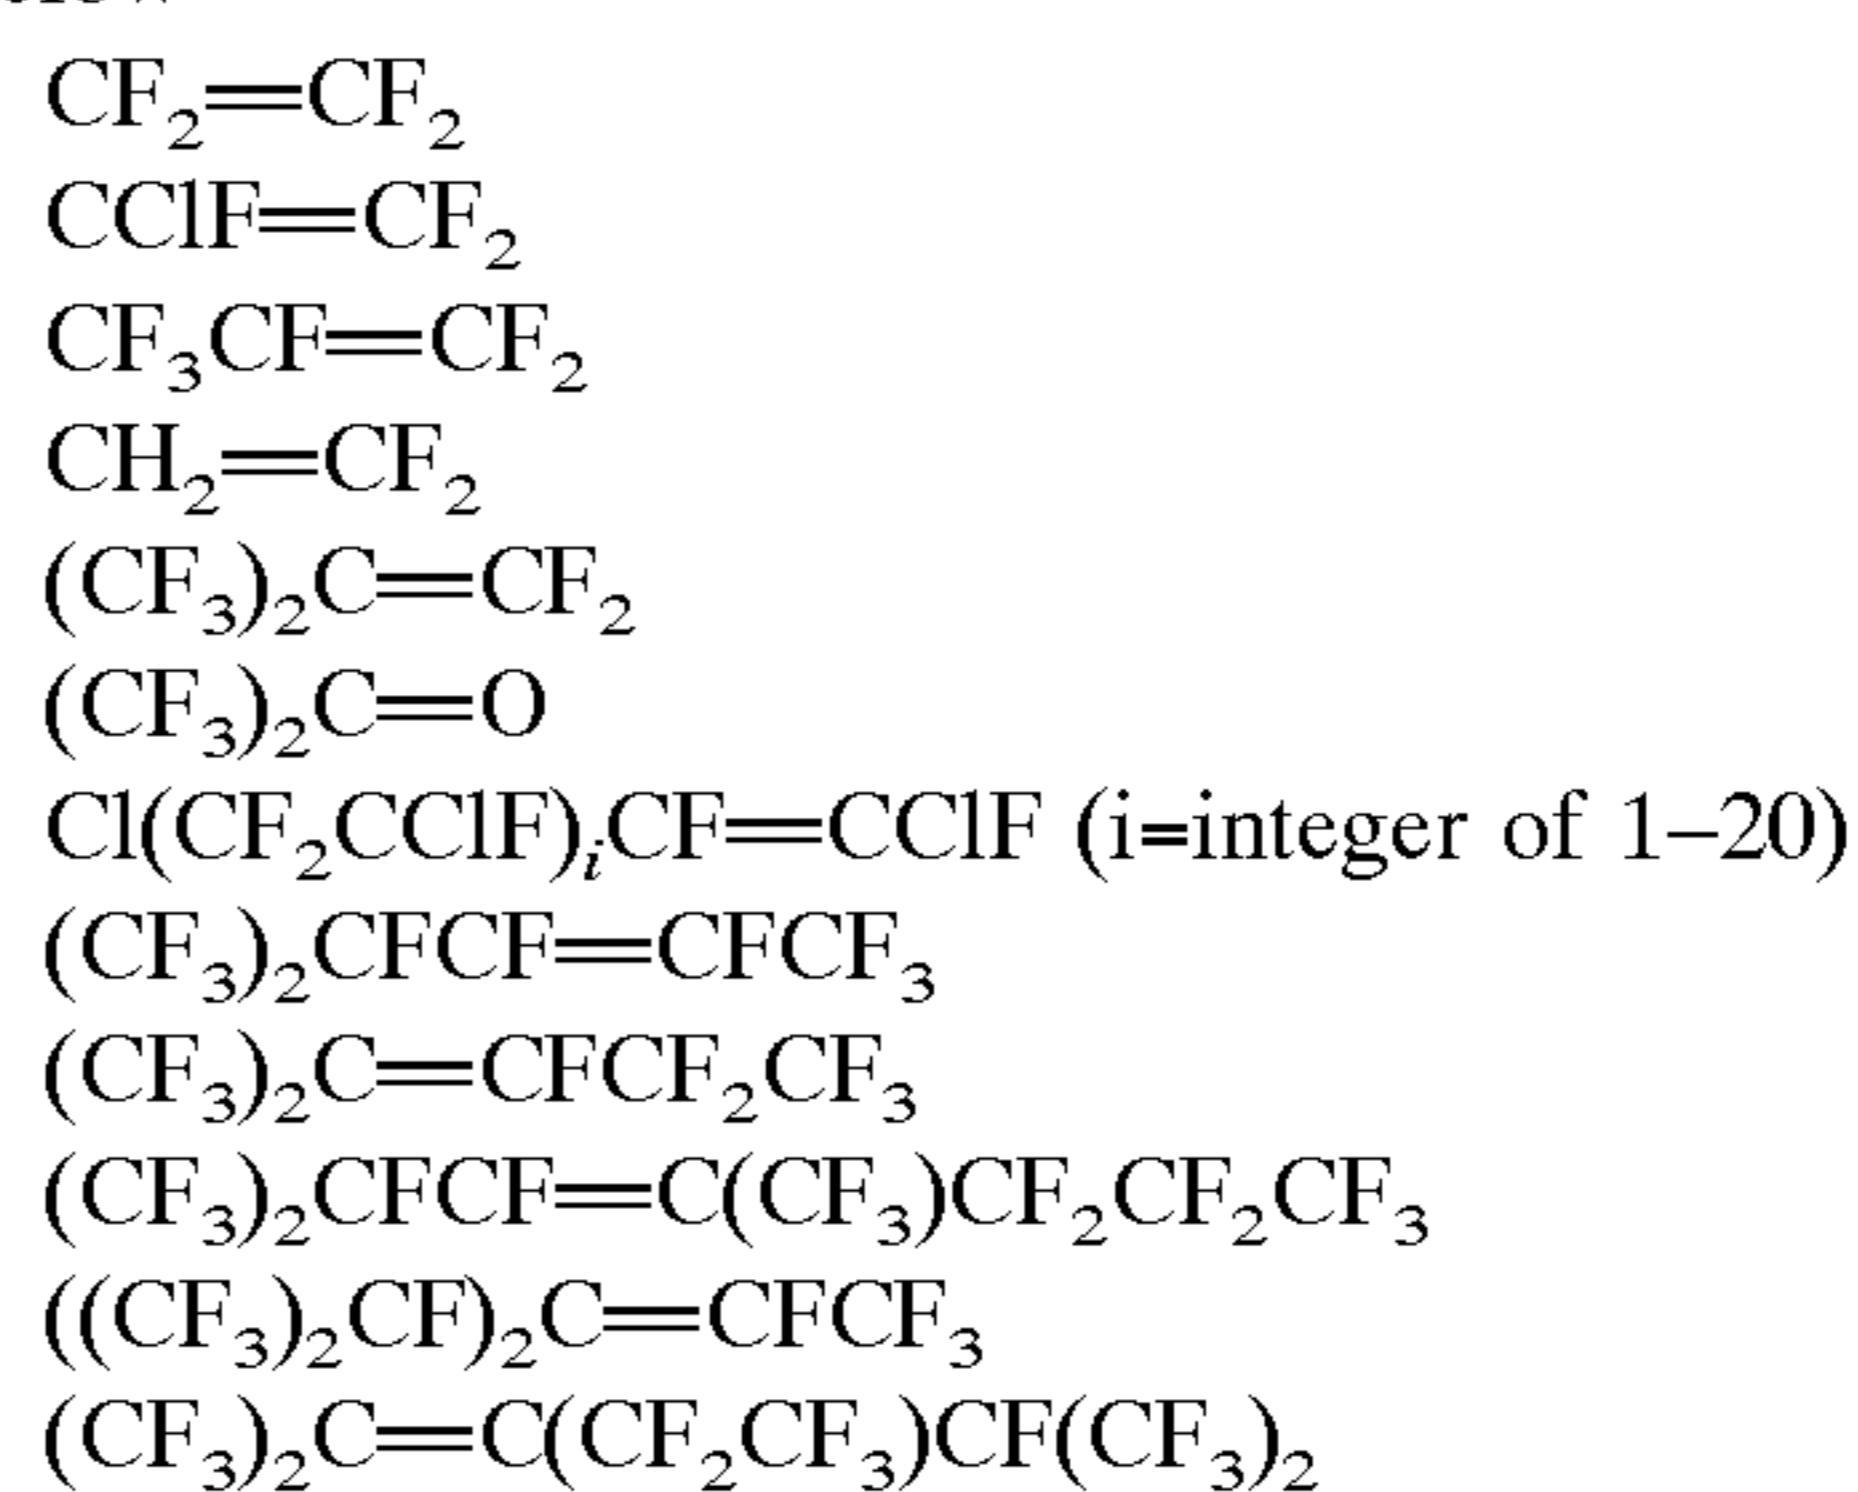 CF₂=CF₂
CClF=CF₂
CF₃CF=CF₂
CH₂=CF₂
(CF₃)₂C=CF₂
(CF₃)₂C=O
Cl(CF₂CClF)ᵢCF=CClF (i=integer of 1–20)
(CF₃)₂CFCF=CFCF₃
(CF₃)₂C=CFCF₂CF₃
(CF₃)₂CFCF=C(CF₃)CF₂CF₂CF₃
((CF₃)₂CF)₂C=CFCF₃
(CF₃)₂C=C(CF₂CF₃)CF(CF₃)₂